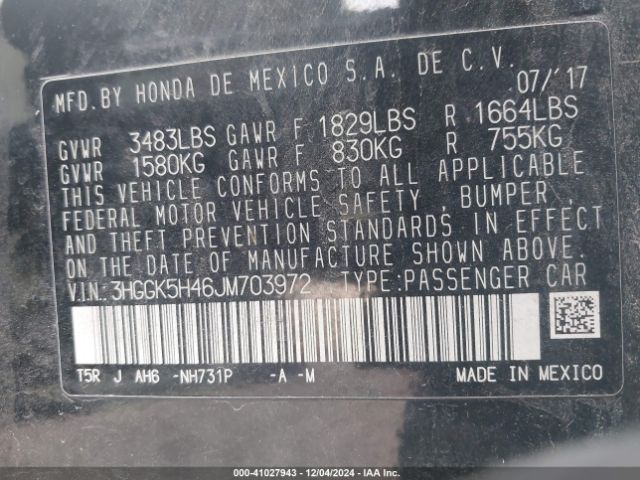 MFD. BY HONDA DE MEXICO S.A. DE C.V.
07/'17
GVWR 3483LBS GAWR F 1829LBS R 1664LBS
GVWR 1580KG GAWR F 830KG R 755KG
THIS VEHICLE CONFORMS TO ALL APPLICABLE
FEDERAL MOTOR VEHICLE SAFETY , BUMPER ,
AND THEFT PREVENTION STANDARDS IN EFFECT
ON THE DATE OF MANUFACTURE SHOWN ABOVE.
VIN: 3HGGK5H46JM703972 TYPE:PASSENGER CAR
T5R J AH6 -NH731P -A -M MADE IN MEXICO
000-41027943 - 12/04/2024 - IAA Inc.